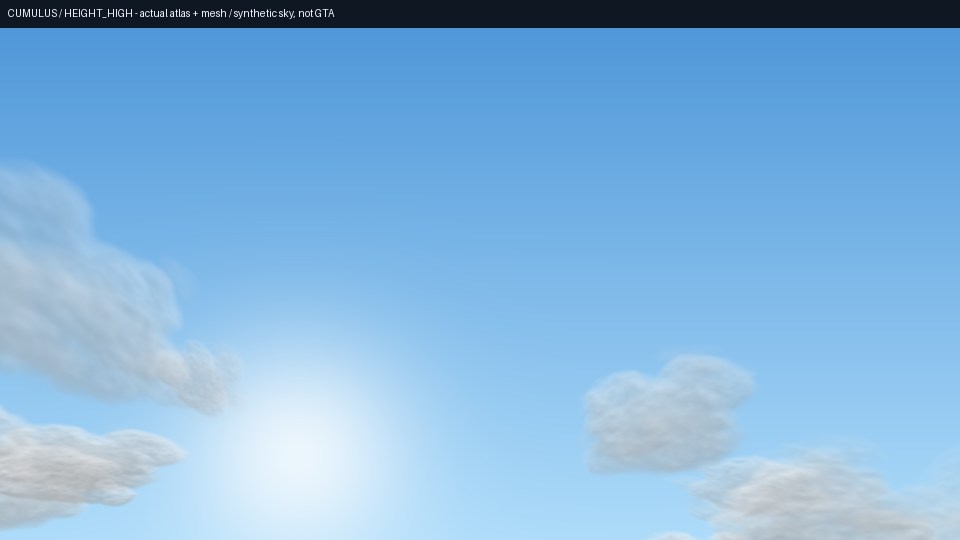 CUMULUS / HEIGHT_HIGH - actual atlas + mesh / synthetic sky, not GTA